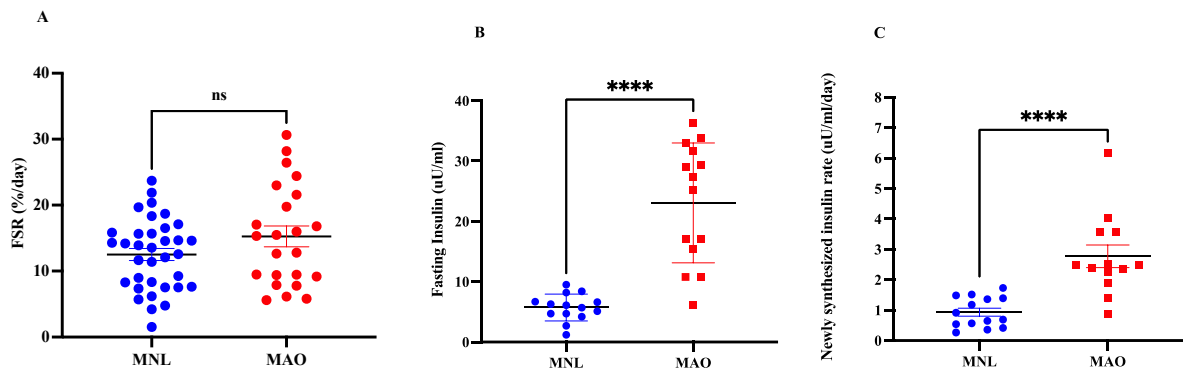 A
FSR (%/day)
40
30
20
10
0
ns
MNL
MAO
B
Fasting Insulin (uU/ml)
40
30
20
10
0
****
MNL
MAO
C
Newly synthesized insulin rate (uU/ml/day)
8
7
6
5
4
3
2
1
0
****
MNL
MAO